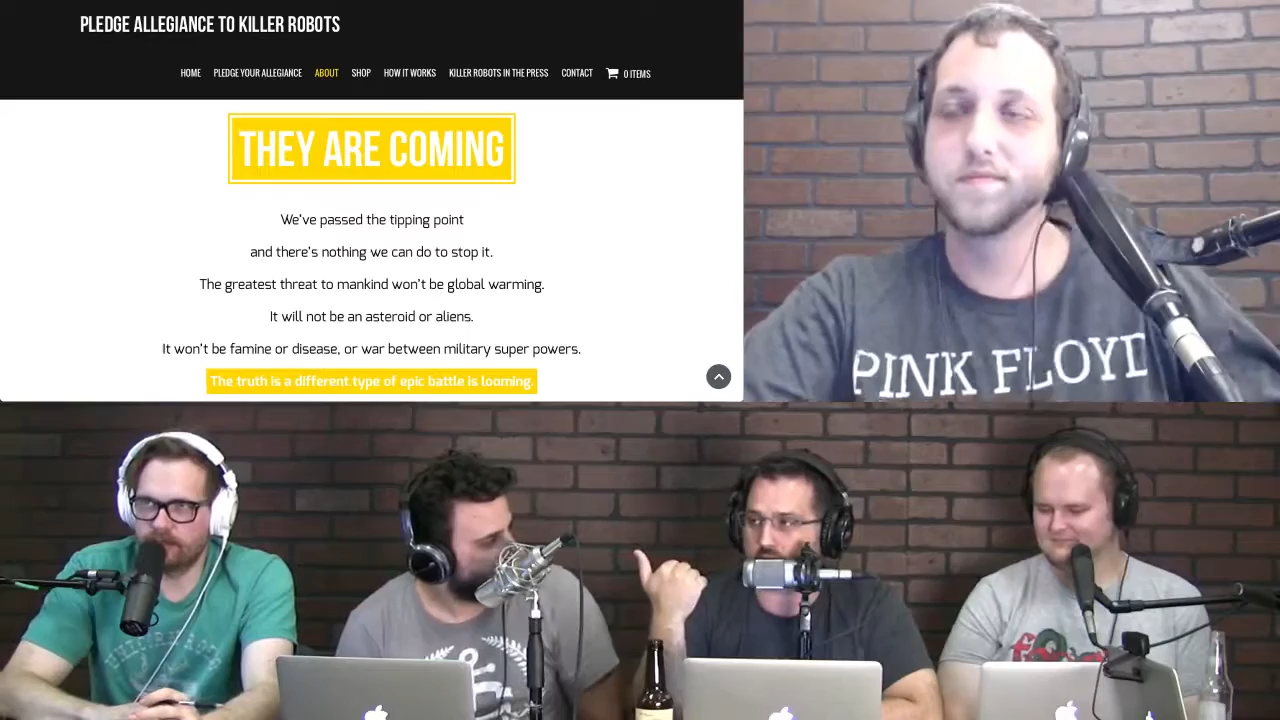 PLEDGE ALLEGIANCE TO KILLER ROBOTS
HOME PLEDGE YOUR ALLEGIANCE ABOUT SHOP HOW IT WORKS KILLER ROBOTS IN THE PRESS CONTACT 0 ITEMS
THEY ARE COMING
We've passed the tipping point
and there's nothing we can do to stop it.
The greatest threat to mankind won't be global warming.
It will not be an asteroid or aliens.
It won't be famine or disease, or war between military super powers.
The truth is a different type of epic battle is looming.
PINK FLOYD